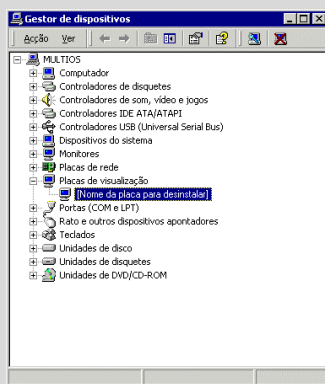 Gestor de dispositivos
Acção Ver
MULTIOS
Computador
Controladores de disquetes
Controladores de som, vídeo e jogos
Controladores IDE ATA/ATAPI
Controladores USB (Universal Serial Bus)
Dispositivos do sistema
Monitores
Placas de rede
Placas de visualização
[Nome da placa para desinstalar]
Portas (COM e LPT)
Rato e outros dispositivos apontadores
Teclados
Unidades de disco
Unidades de disquetes
Unidades de DVD/CD-ROM